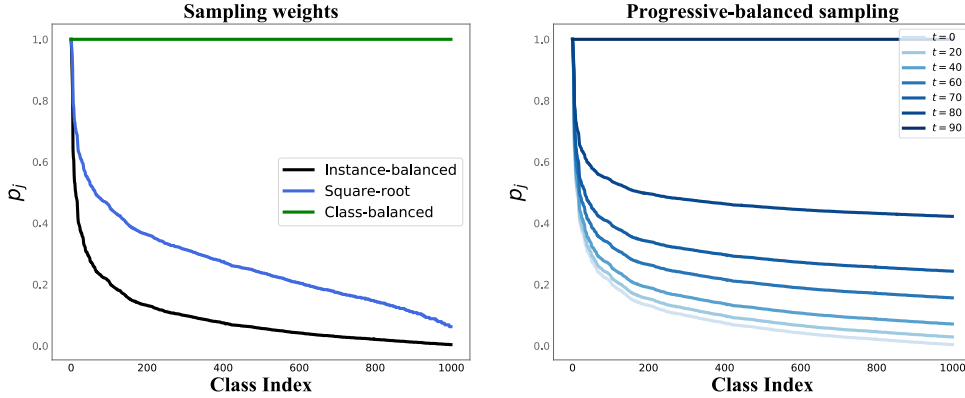 Sampling weights
1.0
0.8
0.6
0.4
0.2
0.0
p_j
Instance-balanced
Square-root
Class-balanced
0 200 400 600 800 1000
Class Index
Progressive-balanced sampling
1.0
0.8
0.6
0.4
0.2
0.0
p_j
t = 0
t = 20
t = 40
t = 60
t = 70
t = 80
t = 90
0 200 400 600 800 1000
Class Index